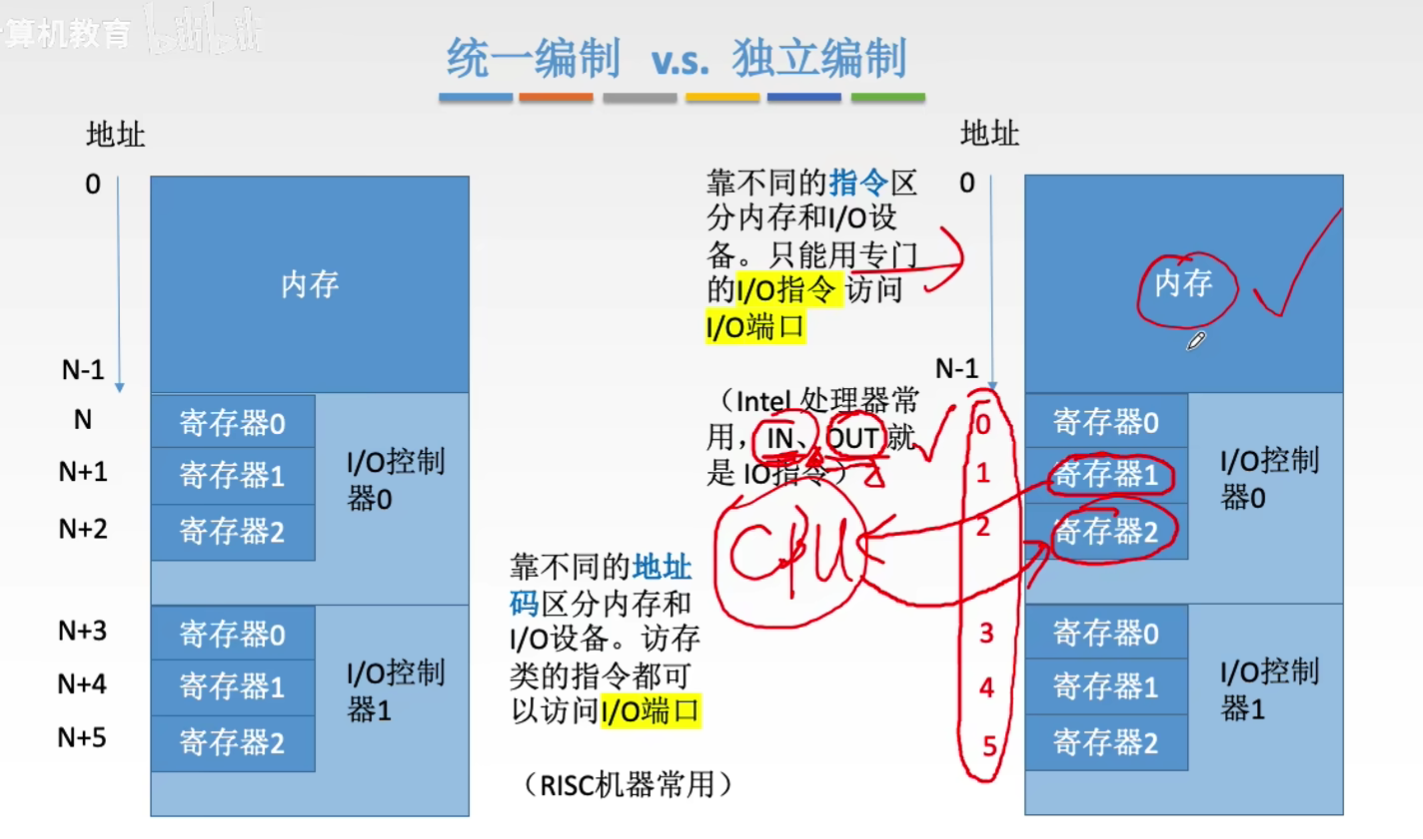 算机教育 bilibili
统一编制 v.s. 独立编制
地址
0
内存
N-1
N
寄存器0
N+1
寄存器1
I/O控制
器0
N+2
寄存器2
N+3
寄存器0
N+4
寄存器1
I/O控制
器1
N+5
寄存器2
靠不同的地址
码区分内存和
I/O设备。访存
类的指令都可
以访问I/O端口
（RISC机器常用）
靠不同的指令区
分内存和I/O设
备。只能用专门
的I/O指令 访问
I/O端口
（Intel 处理器常
用，IN、OUT 就
是 IO指令）
CPU
地址
0
内存
N-1
0
寄存器0
1
寄存器1
I/O控制
器0
2
寄存器2
3
寄存器0
4
寄存器1
I/O控制
器1
5
寄存器2